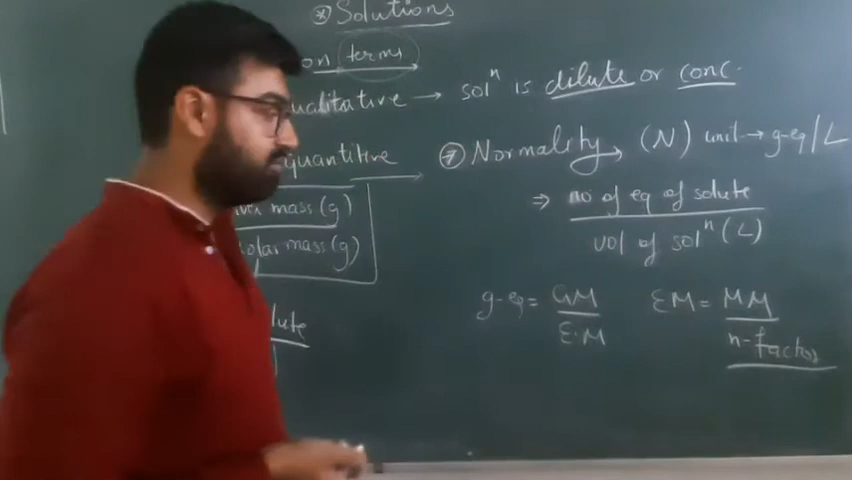 * Solutions
on terms.
ualitative → solⁿ is dilute or conc.
quantitive → 7 Normality → (N) unit → g-eq/L
mass (g)
olar mass (g)
⇒ no of eq of solute
vol of solⁿ (L)
g-eq = GM / E.M
EM = MM / n-factor
lute